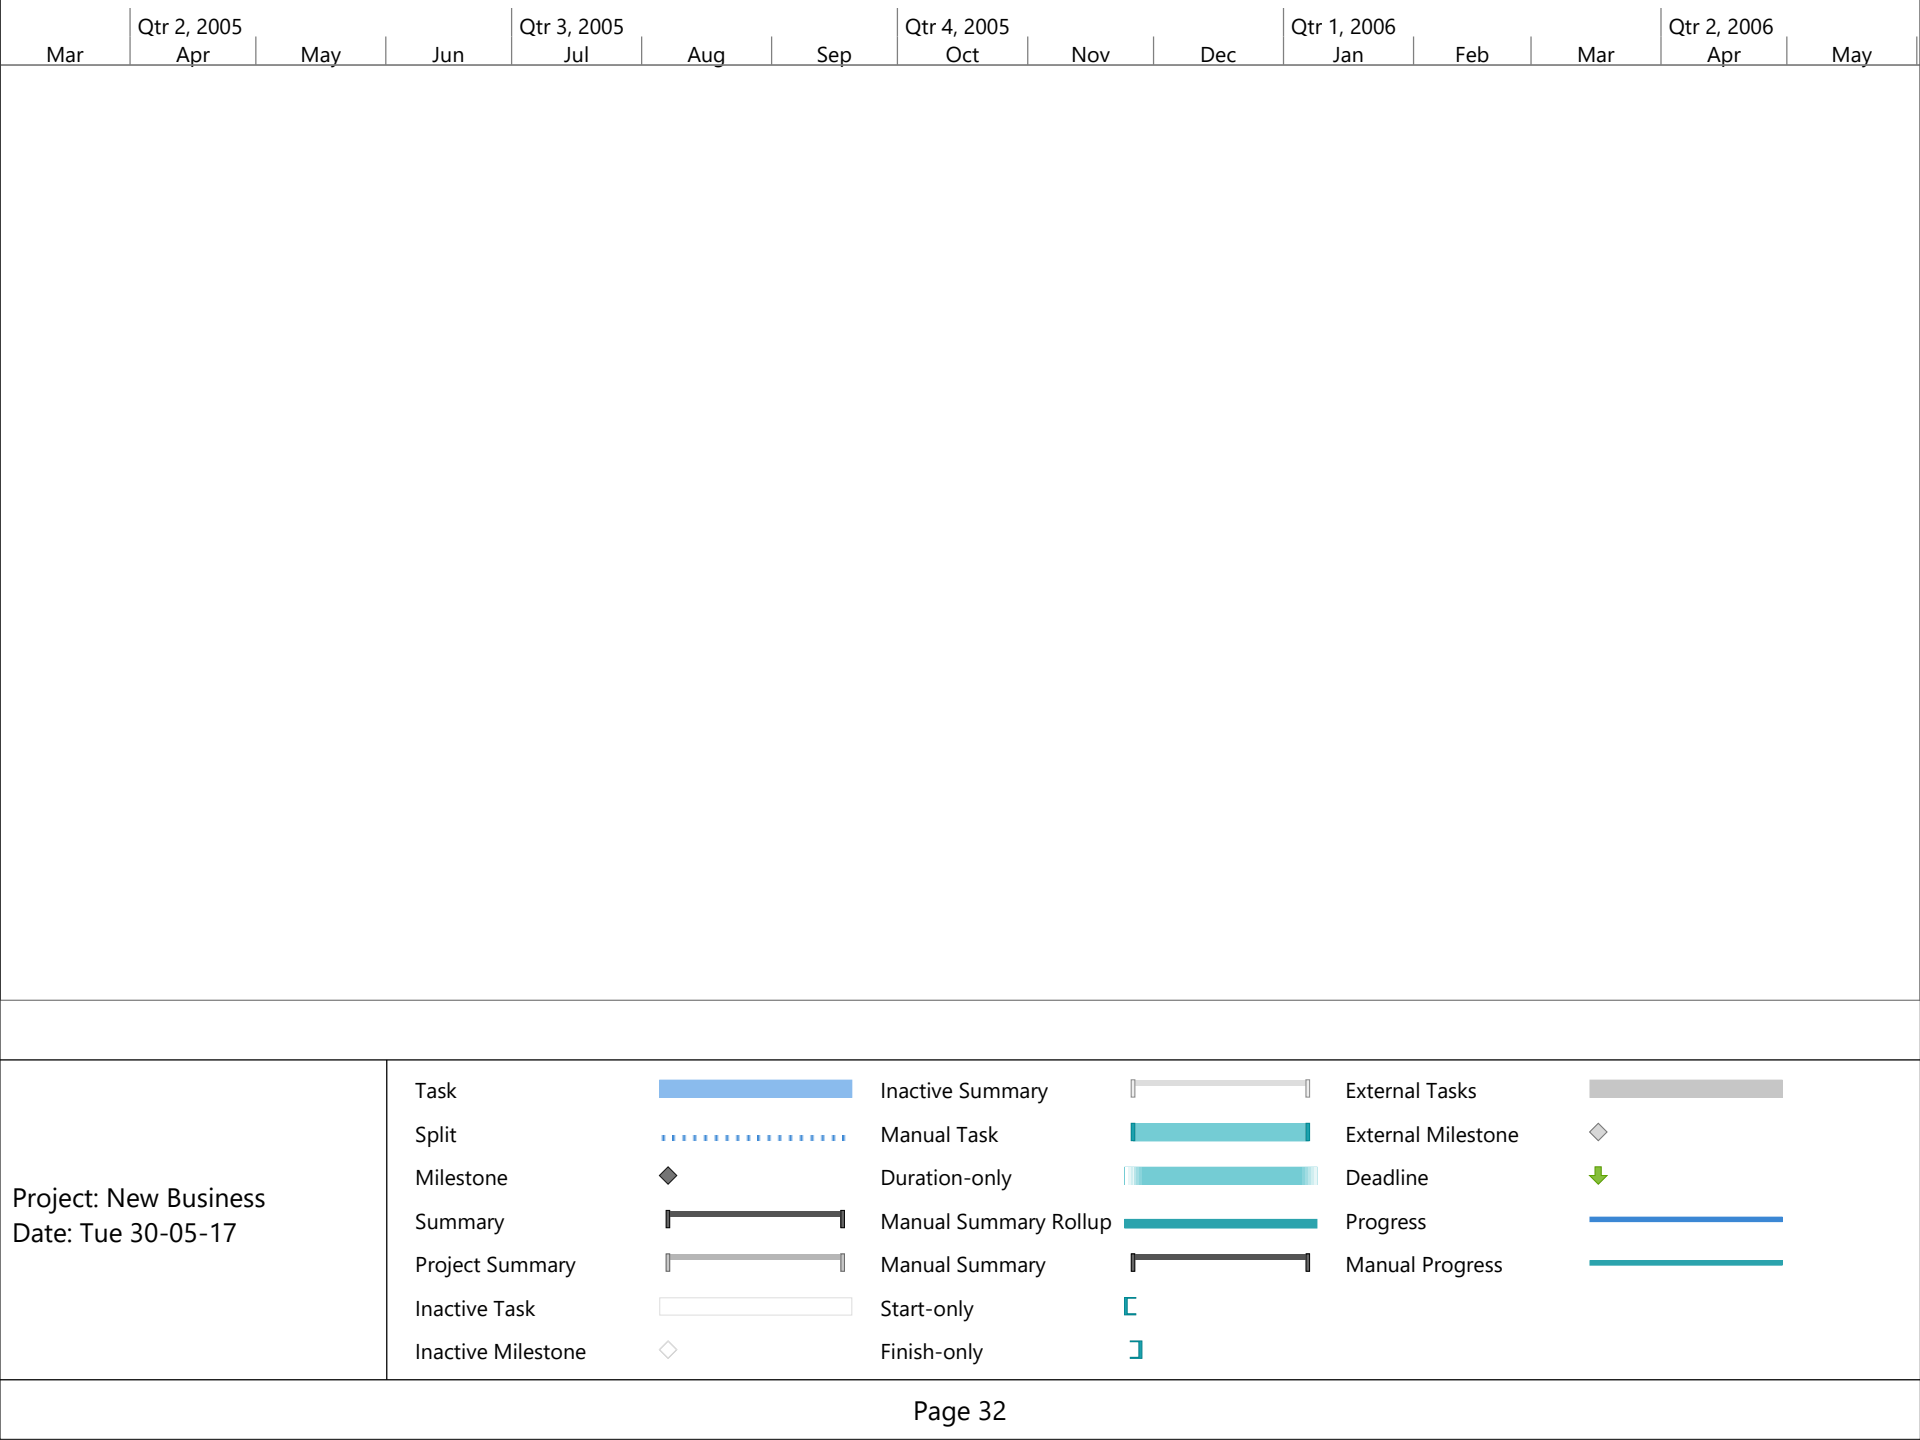 Qtr 2, 2005 Qtr 3, 2005 Qtr 4, 2005 Qtr 1, 2006 Qtr 2, 2006
Mar Apr May Jun Jul Aug Sep Oct Nov Dec Jan Feb Mar Apr May
Project: New Business
Date: Tue 30-05-17
Task
Split
Milestone
Summary
Project Summary
Inactive Task
Inactive Milestone
Inactive Summary
Manual Task
Duration-only
Manual Summary Rollup
Manual Summary
Start-only
Finish-only
External Tasks
External Milestone
Deadline
Progress
Manual Progress
Page 32